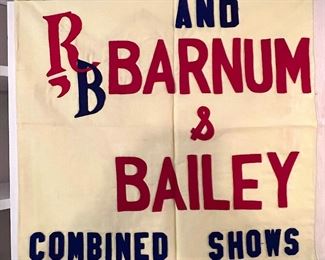 AND
RB BARNUM
&
BAILEY
COMBINED SHOWS